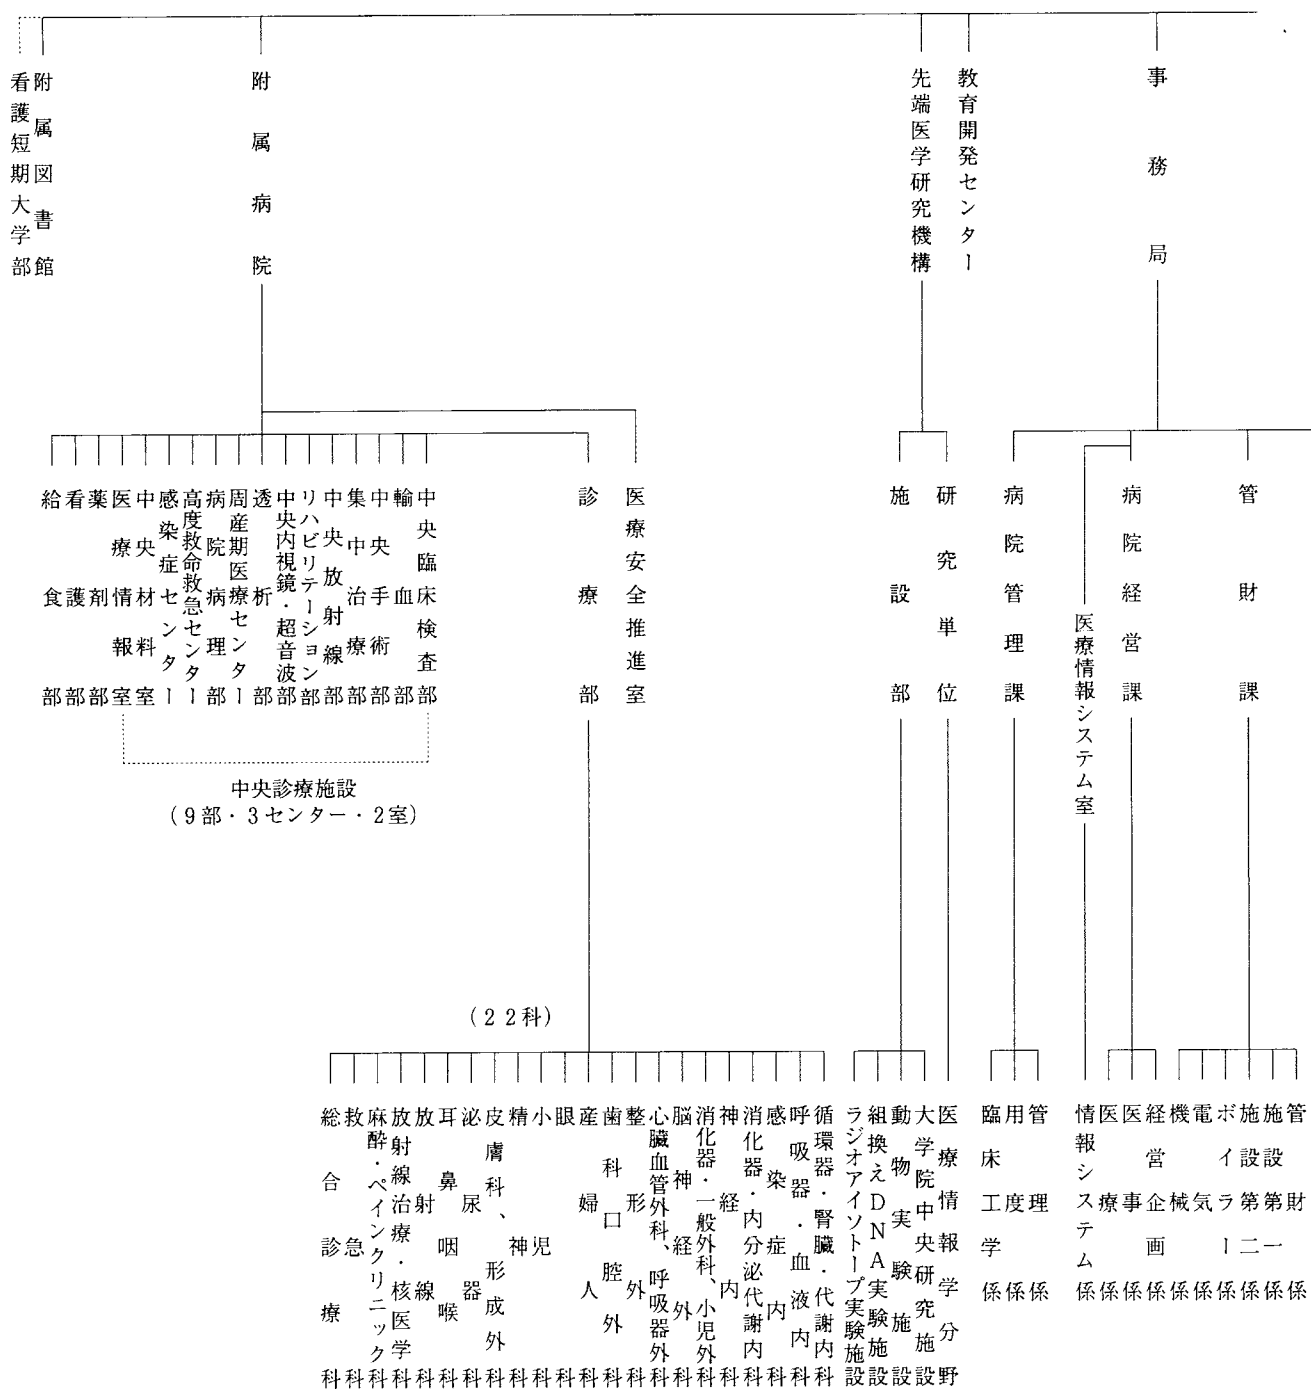 事務局
教育開発センター
先端医学研究機構
附属病院
附属図書館
看護短期大学部
管財課
病院経営課
医療情報システム室
病院管理課
研究単位
施設部
医療安全推進室
診療部
中央臨床検査部
輸血部
中央手術部
集中治療部
中央放射線部
リハビリテーション部
中央内視鏡・超音波部
透析部
周産期医療センター
病院病理部
高度救命救急センター
感染症センター
中央材料室
医療情報室
薬剤部
看護部
給食部
中央診療施設
(9部・3センター・2室)
(22科)
管財係
施設第一係
施設第二係
ボイラー係
電気係
機械係
経営企画係
医事係
医療係
情報システム係
管理係
用度係
臨床工学係
医療情報学分野
大学院中央研究施設
動物実験施設
組換えDNA実験施設
ラジオアイソトープ実験施設
循環器・腎臓・代謝内科
呼吸器・血液内科
感染症内科
消化器・内分泌代謝内科
神経内科
消化器・一般外科、小児外科
脳神経外科
心臓血管外科、呼吸器外科
整形外科
歯科口腔外科
産婦人科
眼科
小児科
精神科
皮膚科、形成外科
泌尿器科
耳鼻咽喉科
放射線科
放射線治療・核医学科
麻酔・ペインクリニック科
救急科
総合診療科